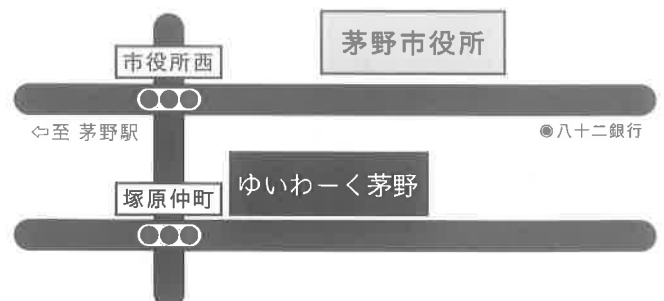 茅野市役所
市役所西
⇦至 茅野駅
◉八十二銀行
ゆいわーく茅野
塚原仲町